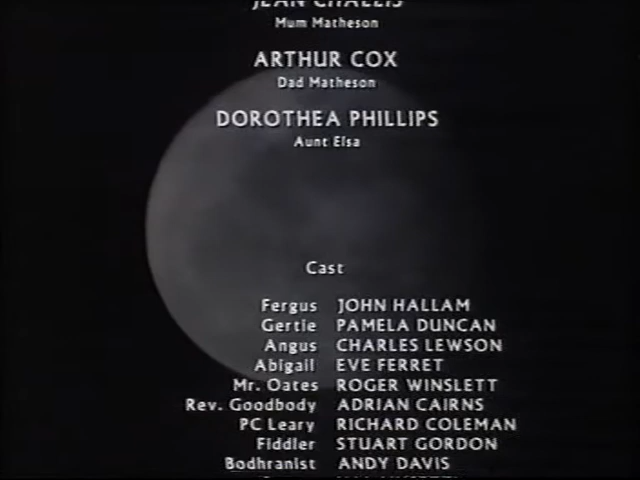 JEAN CHALLIS
Mum Matheson
ARTHUR COX
Dad Matheson
DOROTHEA PHILLIPS
Aunt Elsa
Cast
Fergus JOHN HALLAM
Gertie PAMELA DUNCAN
Angus CHARLES LEWSON
Abigail EVE FERRET
Mr. Oates ROGER WINSLETT
Rev. Goodbody ADRIAN CAIRNS
PC Leary RICHARD COLEMAN
Fiddler STUART GORDON
Bodhranist ANDY DAVIS